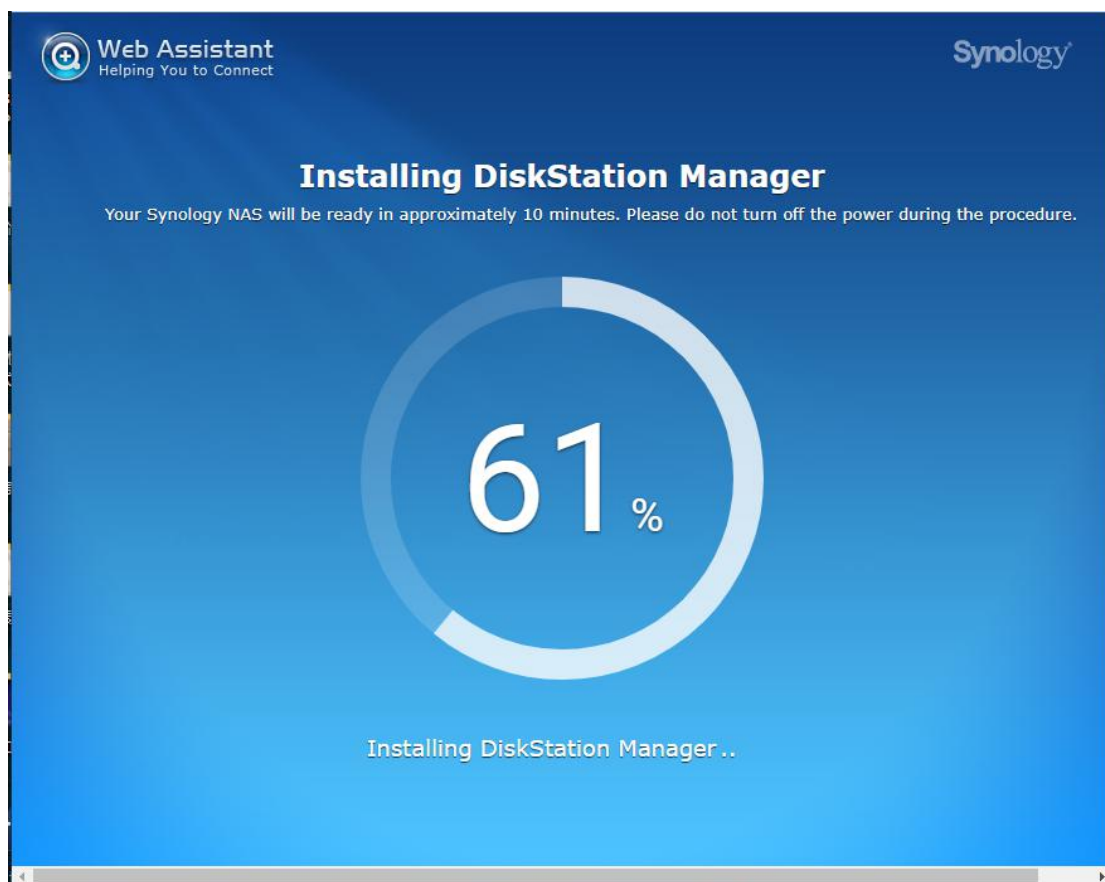 Web Assistant
Helping You to Connect
Synology
Installing DiskStation Manager
Your Synology NAS will be ready in approximately 10 minutes. Please do not turn off the power during the procedure.
61%
Installing DiskStation Manager..